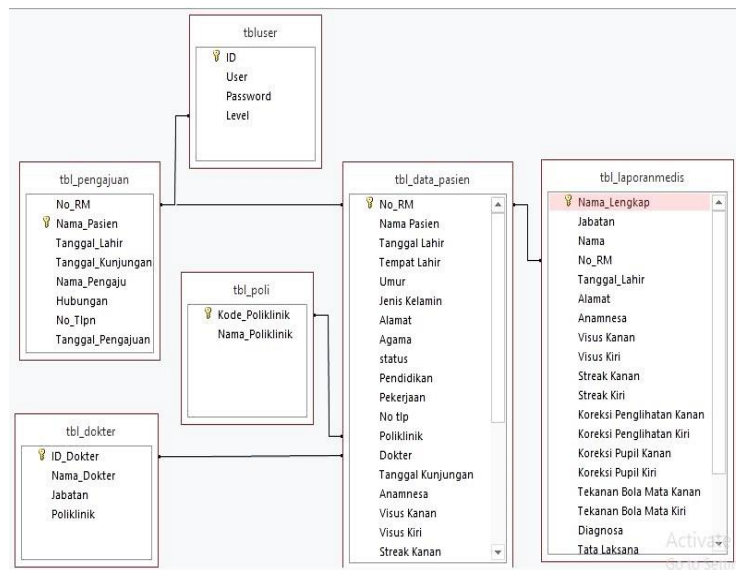 tbluser
ID
User
Password
Level
tbl_pengajuan
No_RM
Nama_Pasien
Tanggal_Lahir
Tanggal_Kunjungan
Nama_Pengaju
Hubungan
No_Tlpn
Tanggal_Pengajuan
tbl_poli
Kode_Poliklinik
Nama_Poliklinik
tbl_dokter
ID_Dokter
Nama_Dokter
Jabatan
Poliklinik
tbl_data_pasien
No_RM
Nama Pasien
Tanggal Lahir
Tempat Lahir
Umur
Jenis Kelamin
Alamat
Agama
status
Pendidikan
Pekerjaan
No tlp
Poliklinik
Dokter
Tanggal Kunjungan
Anamnesa
Visus Kanan
Visus Kiri
Streak Kanan
tbl_laporanmedis
Nama_Lengkap
Jabatan
Nama
No_RM
Tanggal_Lahir
Alamat
Anamnesa
Visus Kanan
Visus Kiri
Streak Kanan
Streak Kiri
Koreksi Penglihatan Kanan
Koreksi Penglihatan Kiri
Koreksi Pupil Kanan
Koreksi Pupil Kiri
Tekanan Bola Mata Kanan
Tekanan Bola Mata Kiri
Diagnosa
Tata Laksana
Activate
Go to